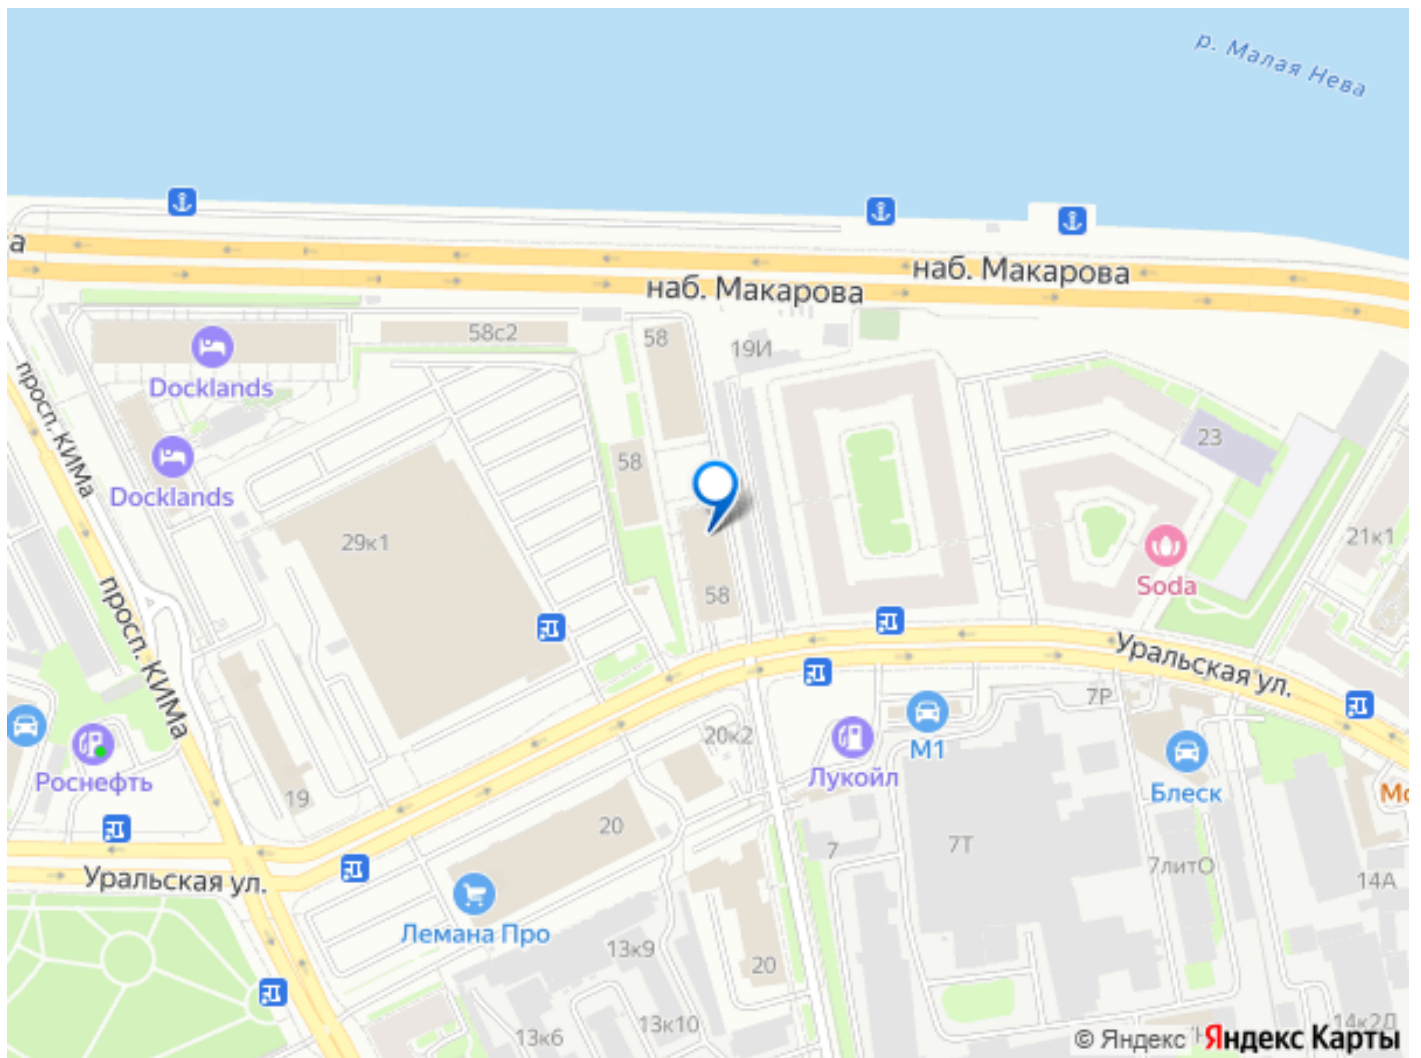 р. Малая Нева
наб. Макарова
наб. Макарова
58с2
58
19И
Docklands
просп. КИМа
23
58
Docklands
29к1
21к1
Soda
58
просп. КИМа
Уральская ул.
7Р
20к2
М1
Лукойл
Роснефть
Блеск
19
20
7
7Т
7литО
14А
Уральская ул.
Лемана Про
13к9
20
13к6
13к10
14к2Л
© Яндекс Яндекс Карты